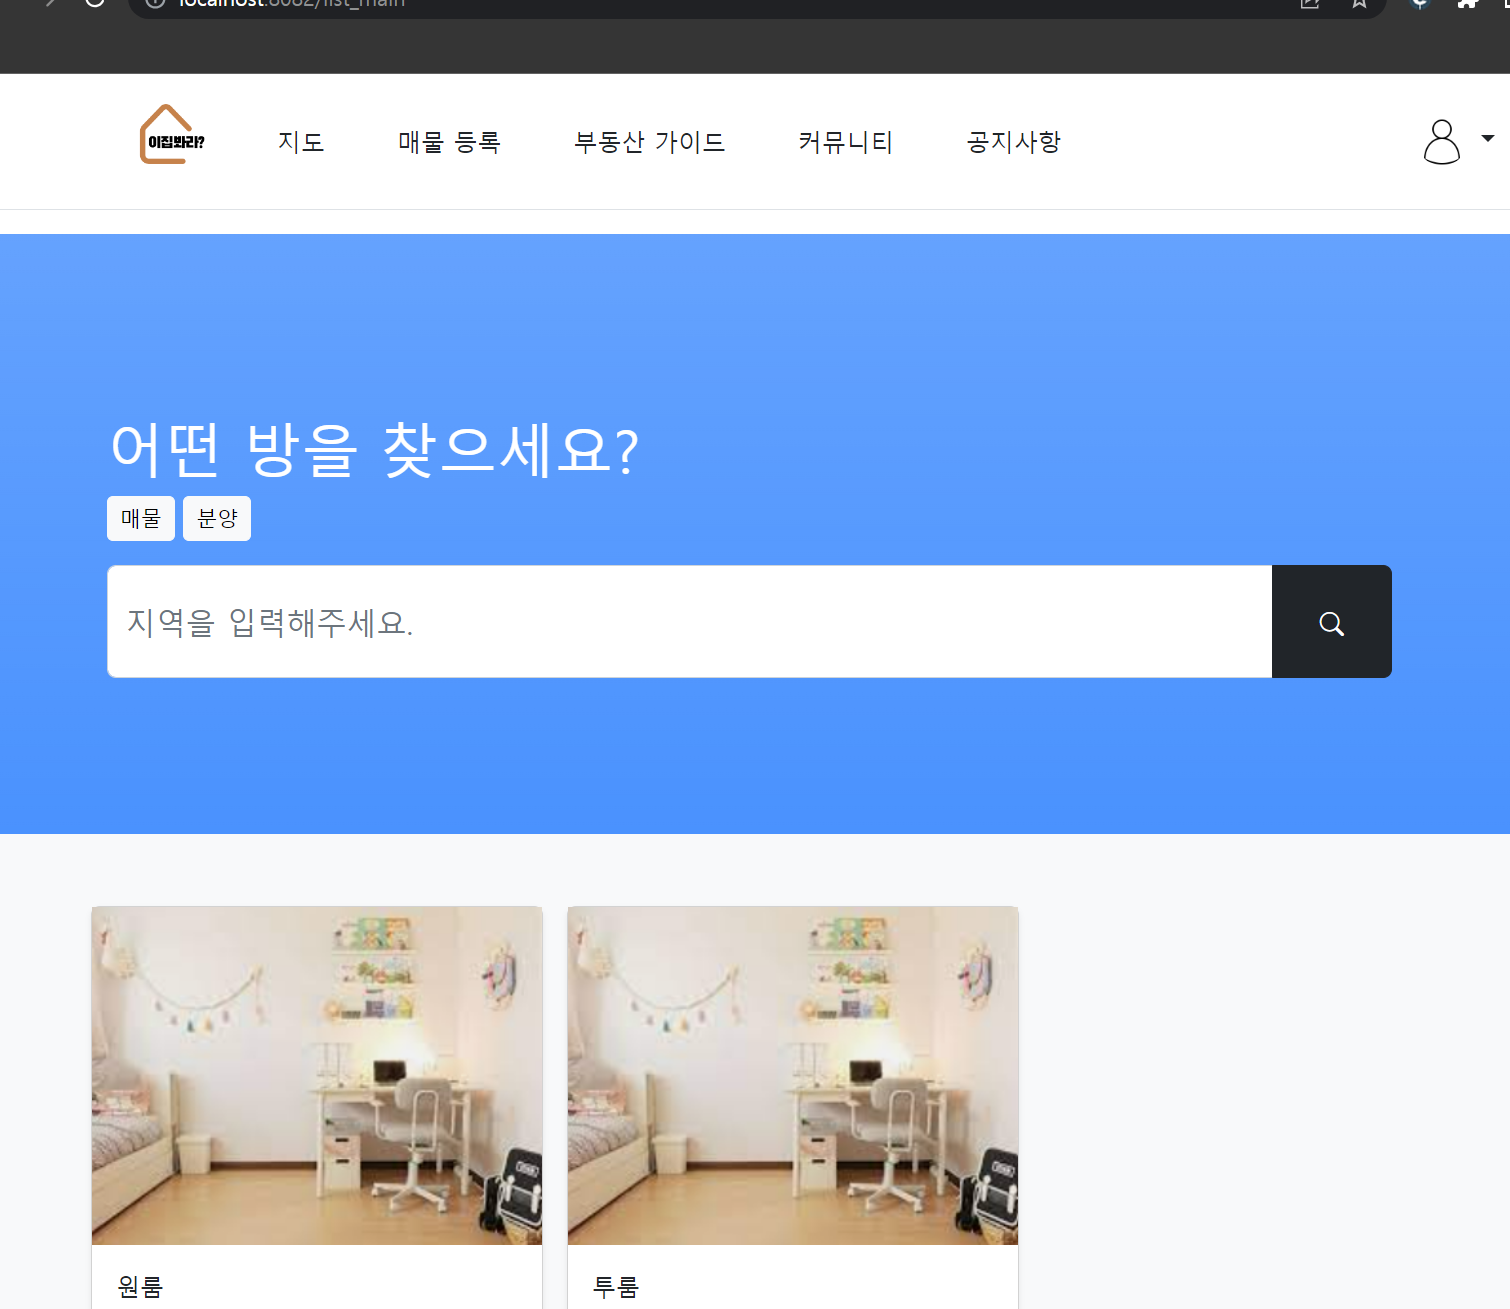 localhost:8082/list_main
이집봐라?
지도 매물 등록 부동산 가이드 커뮤니티 공지사항
어떤 방을 찾으세요?
매물 분양
지역을 입력해주세요.
원룸 투룸